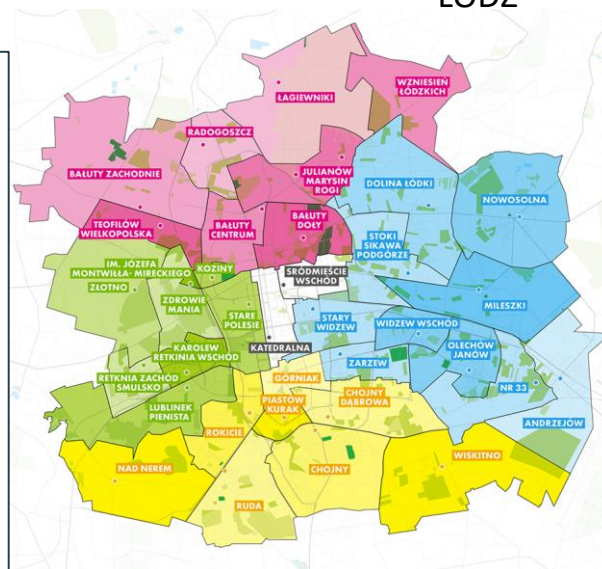 ŁÓDŹ
ŁAGIEWNIKI
WZNIESIEŃ
ŁÓDZKICH
RADOGOSZCZ
BAŁUTY ZACHODNIE
JULIANÓW
MARYSIN
ROGI
DOLINA ŁÓDKI
NOWOSOLNA
TEOFILÓW
WIELKOPOLSKA
BAŁUTY
CENTRUM
BAŁUTY
DOŁY
STOKI
SIKAWA
PODGÓRZE
IM. JÓZEFA
MONTWIŁŁA- MIRECKIEGO
KOZINY
ŚRÓDMIEŚCIE
WSCHÓD
ZŁOTNO
ZDROWIE
MANIA
STARE
POLESIE
MILESZKI
STARY
WIDZEW
WIDZEW WSCHÓD
KAROLEW
RETKINIA WSCHÓD
KATEDRALNA
ZARZEW
OLECHÓW
JANÓW
RETKNIA ZACHÓD
SMULSKO
GÓRNIAK
NR 33
LUBLINEK
PIENISTA
PIASTÓW
KURAK
CHOJNY
DĄBROWA
ANDRZEJÓW
ROKICIE
NAD NEREM
CHOJNY
WISKITNO
RUDA